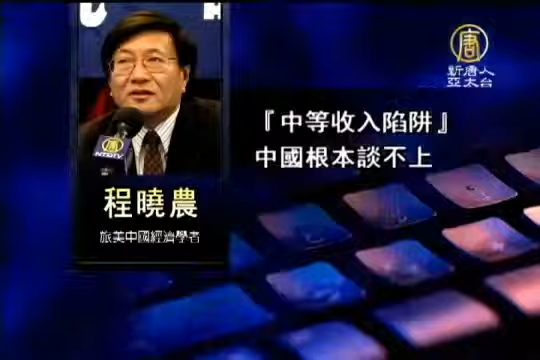 新唐人
亞太台
『中等收入陷阱』
中國根本談不上
NTDTV
程曉農
旅美中國經濟學者